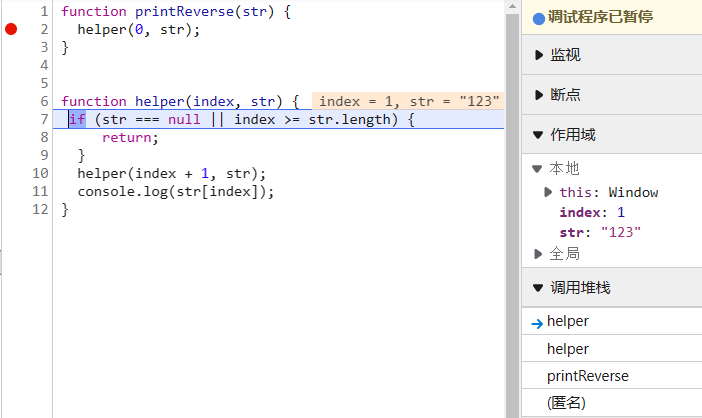 1 function printReverse(str) {
2 helper(0, str);
3 }
4
5
6 function helper(index, str) { index = 1, str = "123"
7 if (str === null || index >= str.length) {
8 return;
9 }
10 helper(index + 1, str);
11 console.log(str[index]);
12 }
调试程序已暂停
监视
断点
作用域
本地
this: Window
index: 1
str: "123"
全局
调用堆栈
helper
helper
printReverse
(匿名)